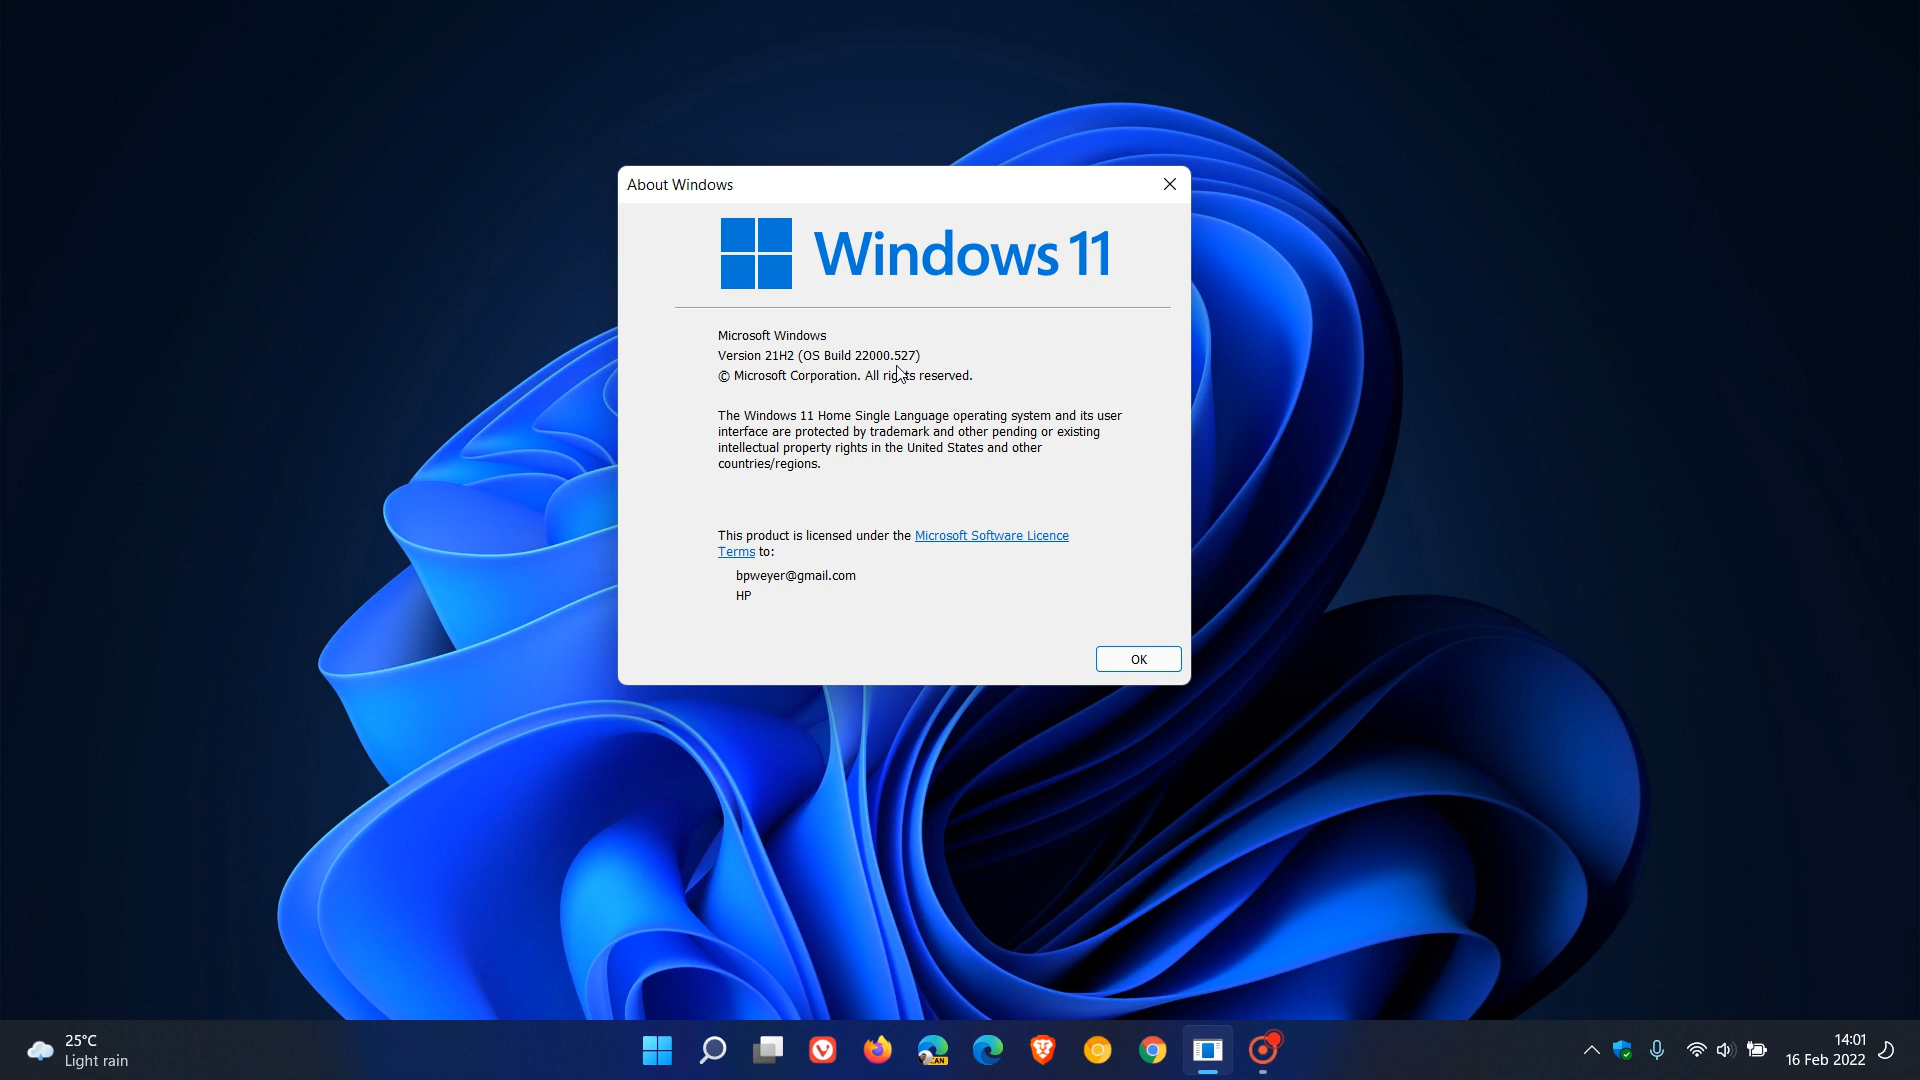 About Windows
Windows 11
Microsoft Windows
Version 21H2 (OS Build 22000.527)
© Microsoft Corporation. All rights reserved.
The Windows 11 Home Single Language operating system and its user
interface are protected by trademark and other pending or existing
intellectual property rights in the United States and other
countries/regions.
This product is licensed under the Microsoft Software Licence
Terms to:
bpweyer@gmail.com
HP
OK
25°C
Light rain
CAN
14:01
16 Feb 2022